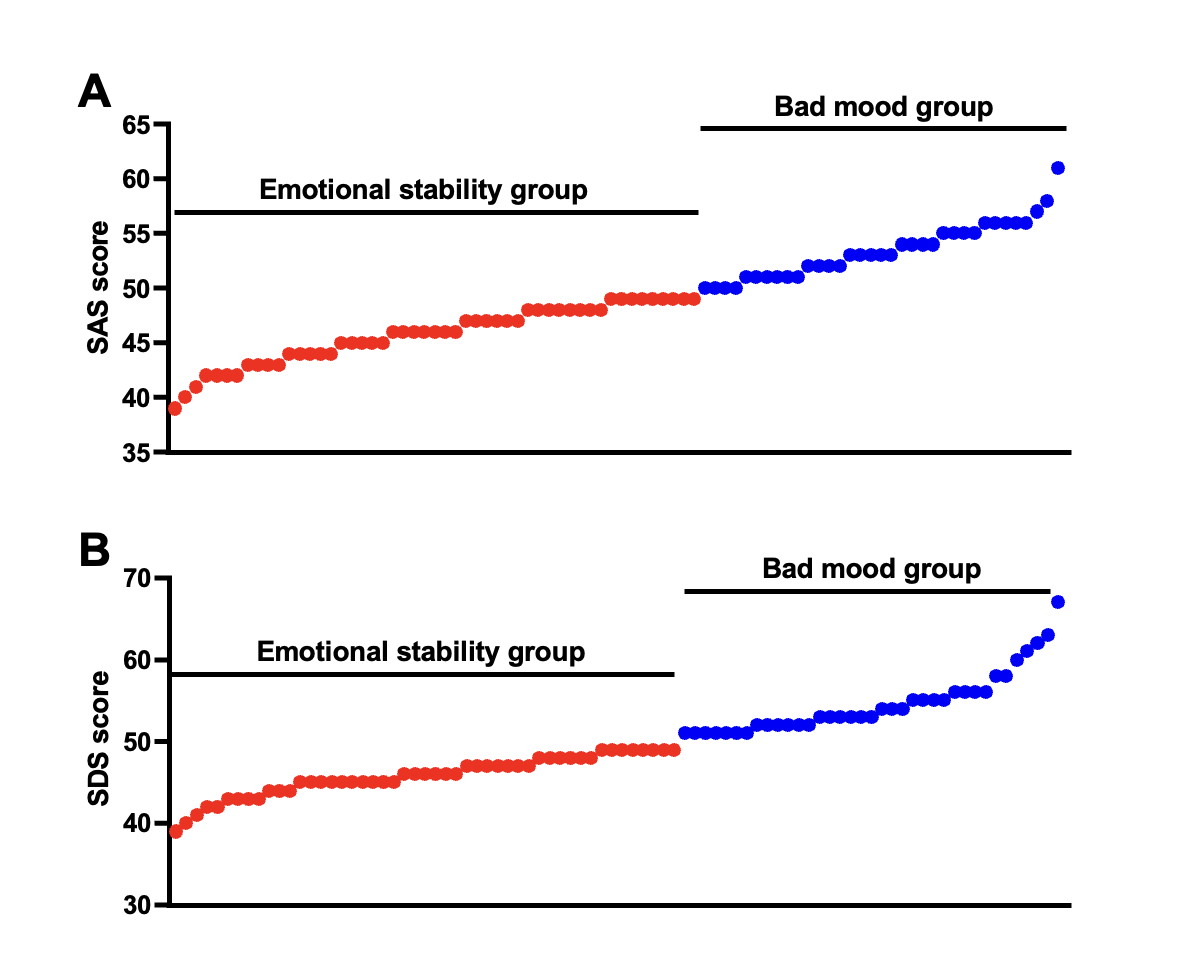 A
Bad mood group
65
Emotional stability group
60
55
50
45
40
35
SAS score
B
Bad mood group
70
Emotional stability group
60
50
40
30
SDS score